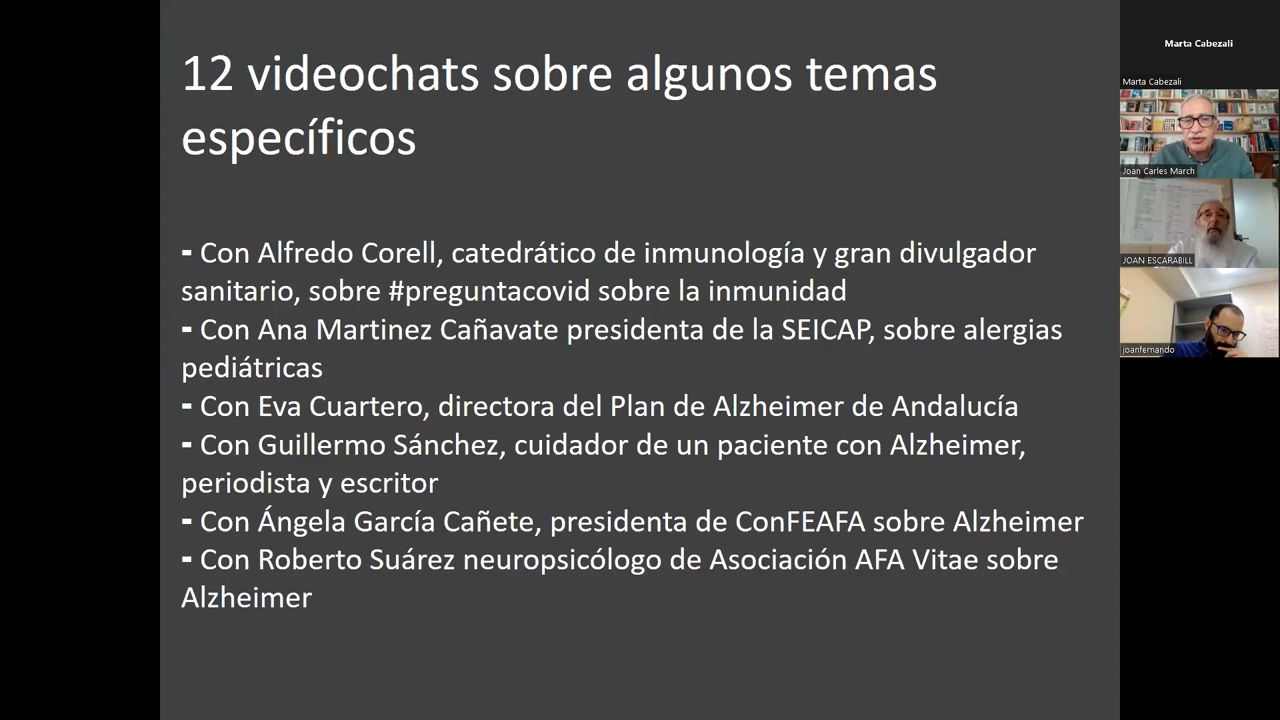 12 videochats sobre algunos temas
específicos
- Con Alfredo Corell, catedrático de inmunología y gran divulgador
sanitario, sobre #preguntacovid sobre la inmunidad
- Con Ana Martinez Cañavate presidenta de la SEICAP, sobre alergias
pediátricas
- Con Eva Cuartero, directora del Plan de Alzheimer de Andalucía
- Con Guillermo Sánchez, cuidador de un paciente con Alzheimer,
periodista y escritor
- Con Ángela García Cañete, presidenta de ConFEAFA sobre Alzheimer
- Con Roberto Suárez neuropsicólogo de Asociación AFA Vitae sobre
Alzheimer
Marta Cabezali
Marta Cabezali
Joan Carles March
JOAN ESCARABILL
joanfernando